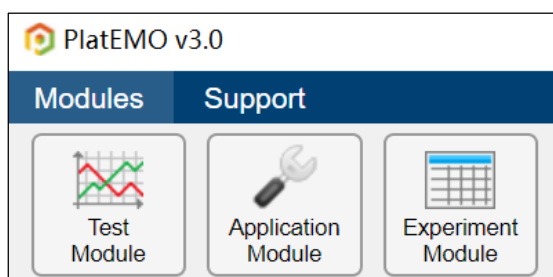 PlatEMO v3.0
Modules Support
Test Module
Application Module
Experiment Module